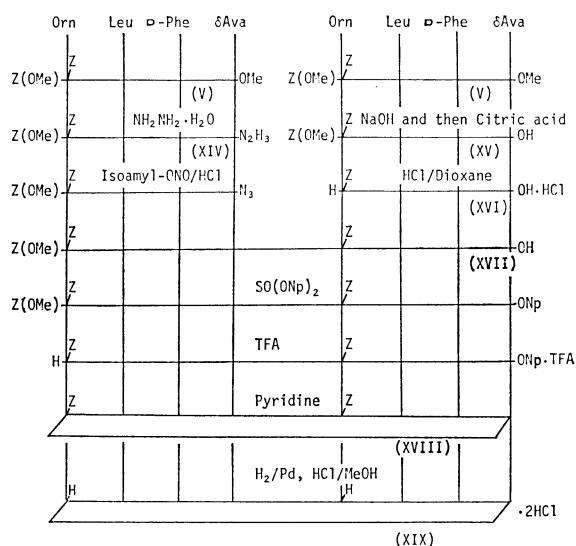 Orn Leu D-Phe δAva Orn Leu D-Phe δAva
Z Z
Z(OMe) OMe Z(OMe) OMe
(V) (V)
NH2NH2·H2O NaOH and then Citric acid
Z Z
Z(OMe) N2H3 Z(OMe) OH
(XIV) (XV)
Isoamyl-ONO/HCl HCl/Dioxane
Z Z
Z(OMe) N3 H OH·HCl
(XVI)
Z Z
Z(OMe) OH
(XVII)
Z SO(ONp)2 Z
Z(OMe) ONp
Z TFA Z
H ONp·TFA
Z Pyridine Z
(XVIII)
H2/Pd, HCl/MeOH
H H
·2HCl
(XIX)